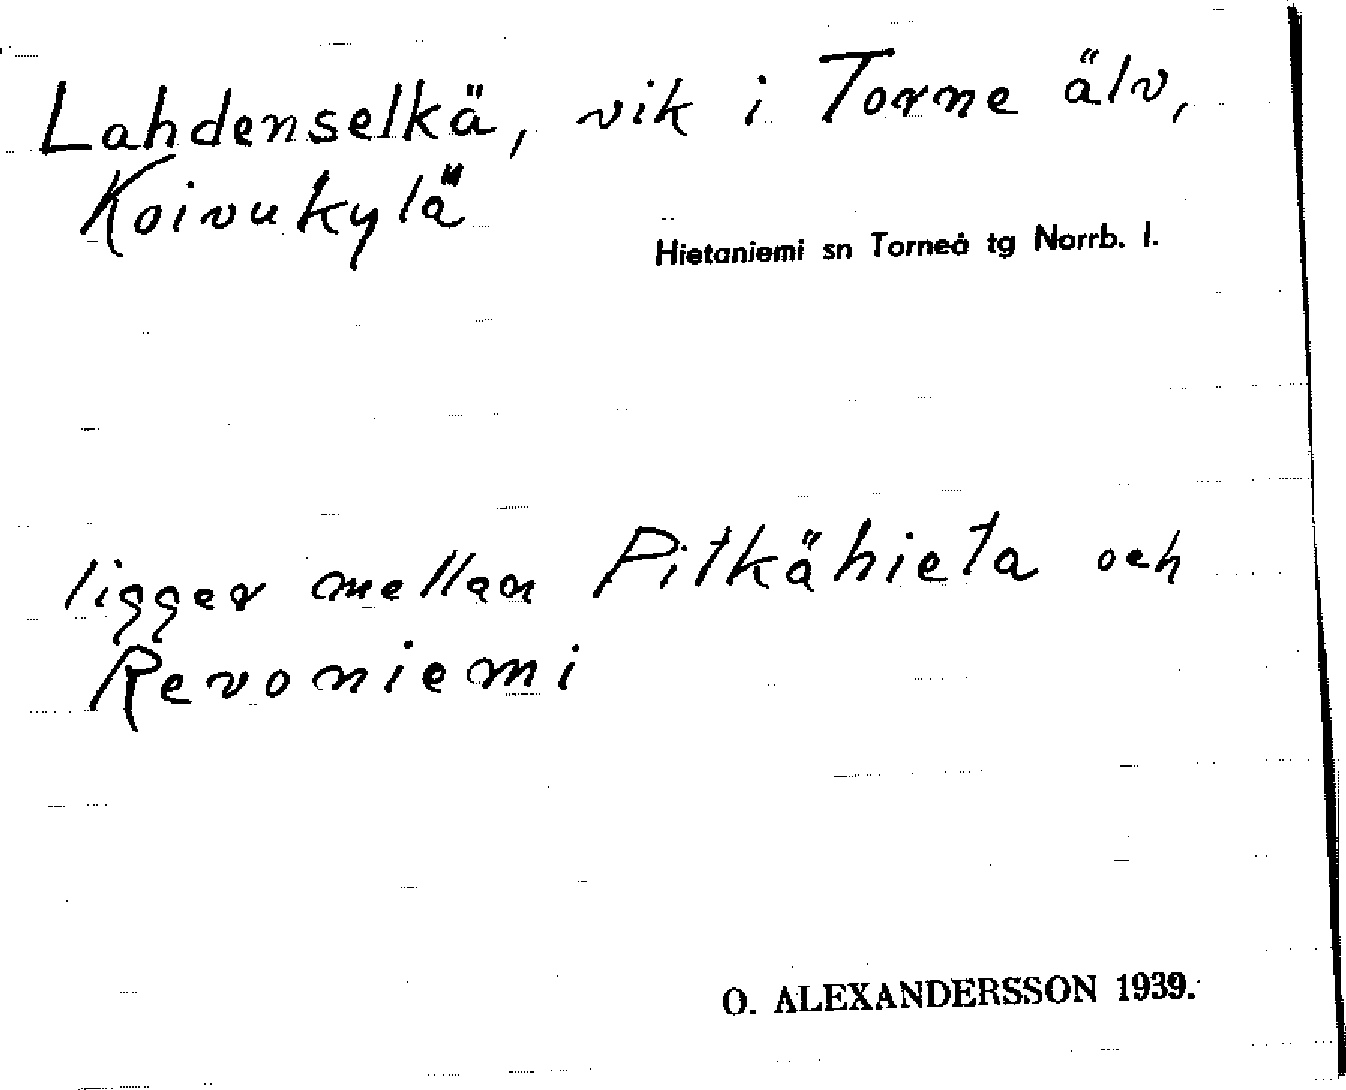 Lahdenselkä, vik i Torne älv,
Koivukylä
Hietaniemi sn Torneå tg Norrb. l.
ligger mellan Pitkähieta och
Revoniemi
O. ALEXANDERSSON 1939.